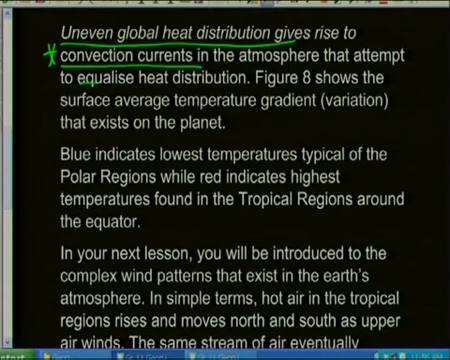 Uneven global heat distribution gives rise to
convection currents in the atmosphere that attempt
to equalise heat distribution. Figure 8 shows the
surface average temperature gradient (variation)
that exists on the planet.
Blue indicates lowest temperatures typical of the
Polar Regions while red indicates highest
temperatures found in the Tropical Regions around
the equator.
In your next lesson, you will be introduced to the
complex wind patterns that exist in the earth's
atmosphere. In simple terms, hot air in the tropical
regions rises and moves north and south as upper
air winds. The same stream of air eventually
start